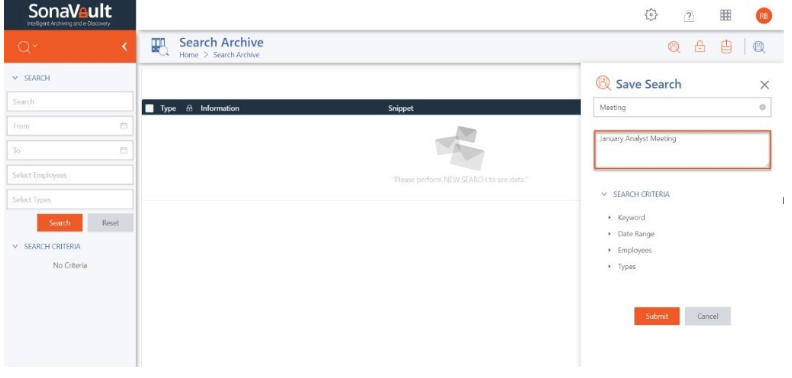 SonaVault
Intelligent Archiving and e-Discovery
RB
Search Archive
Home > Search Archive
SEARCH
Search
From
To
Select Employees
Select Types
Search
Reset
SEARCH CRITERIA
No Criteria
Type
Information
Snippet
"Please perform NEW SEARCH to see data."
Save Search
Meeting
January Analyst Meeting
SEARCH CRITERIA
Keyword
Date Range
Employees
Types
Submit
Cancel